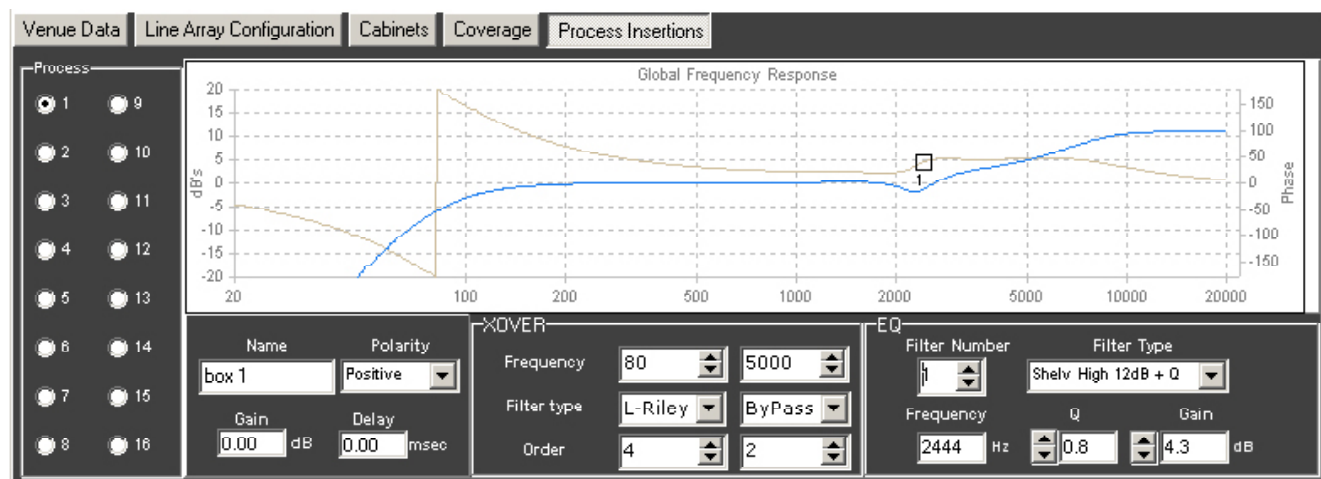 Venue Data Line Array Configuration Cabinets Coverage Process Insertions
Process
1 9
2 10
3 11
4 12
5 13
6 14
7 15
8 16
Global Frequency Response
20
15
10
5
0
-5
-10
-15
-20
dB's
150
100
50
0
-50
-100
-150
Phase
1
20 100 200 500 1000 2000 5000 10000 20000
Name Polarity
box 1 Positive
Gain Delay
0.00 dB 0.00 msec
XOVER
Frequency 80 5000
Filter type L-Riley ByPass
Order 4 2
EQ
Filter Number Filter Type
1 Shelv High 12dB + Q
Frequency Q Gain
2444 Hz 0.8 4.3 dB